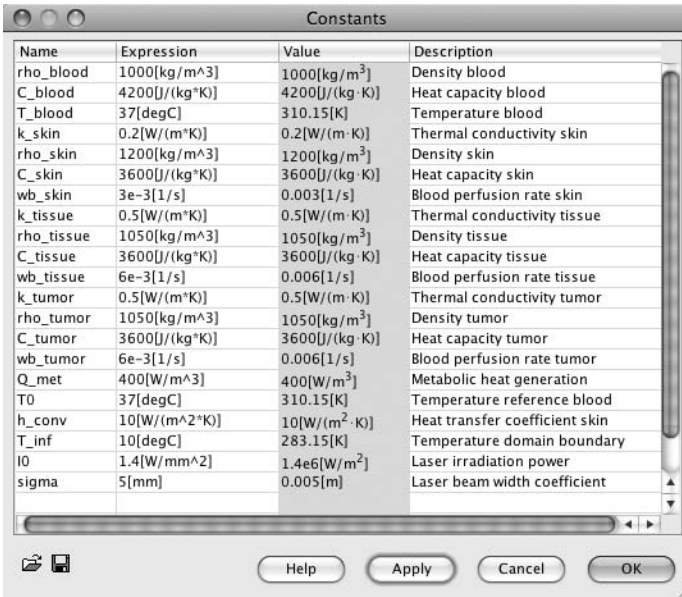 Constants
Name Expression Value Description
rho_blood 1000[kg/m^3] 1000[kg/m³] Density blood
C_blood 4200[J/(kg*K)] 4200[J/(kg·K)] Heat capacity blood
T_blood 37[degC] 310.15[K] Temperature blood
k_skin 0.2[W/(m*K)] 0.2[W/(m·K)] Thermal conductivity skin
rho_skin 1200[kg/m^3] 1200[kg/m³] Density skin
C_skin 3600[J/(kg*K)] 3600[J/(kg·K)] Heat capacity skin
wb_skin 3e-3[1/s] 0.003[1/s] Blood perfusion rate skin
k_tissue 0.5[W/(m*K)] 0.5[W/(m·K)] Thermal conductivity tissue
rho_tissue 1050[kg/m^3] 1050[kg/m³] Density tissue
C_tissue 3600[J/(kg*K)] 3600[J/(kg·K)] Heat capacity tissue
wb_tissue 6e-3[1/s] 0.006[1/s] Blood perfusion rate tissue
k_tumor 0.5[W/(m*K)] 0.5[W/(m·K)] Thermal conductivity tumor
rho_tumor 1050[kg/m^3] 1050[kg/m³] Density tumor
C_tumor 3600[J/(kg*K)] 3600[J/(kg·K)] Heat capacity tumor
wb_tumor 6e-3[1/s] 0.006[1/s] Blood perfusion rate tumor
Q_met 400[W/m^3] 400[W/m³] Metabolic heat generation
T0 37[degC] 310.15[K] Temperature reference blood
h_conv 10[W/(m^2*K)] 10[W/(m²·K)] Heat transfer coefficient skin
T_inf 10[degC] 283.15[K] Temperature domain boundary
I0 1.4[W/mm^2] 1.4e6[W/m²] Laser irradiation power
sigma 5[mm] 0.005[m] Laser beam width coefficient
Help Apply Cancel OK